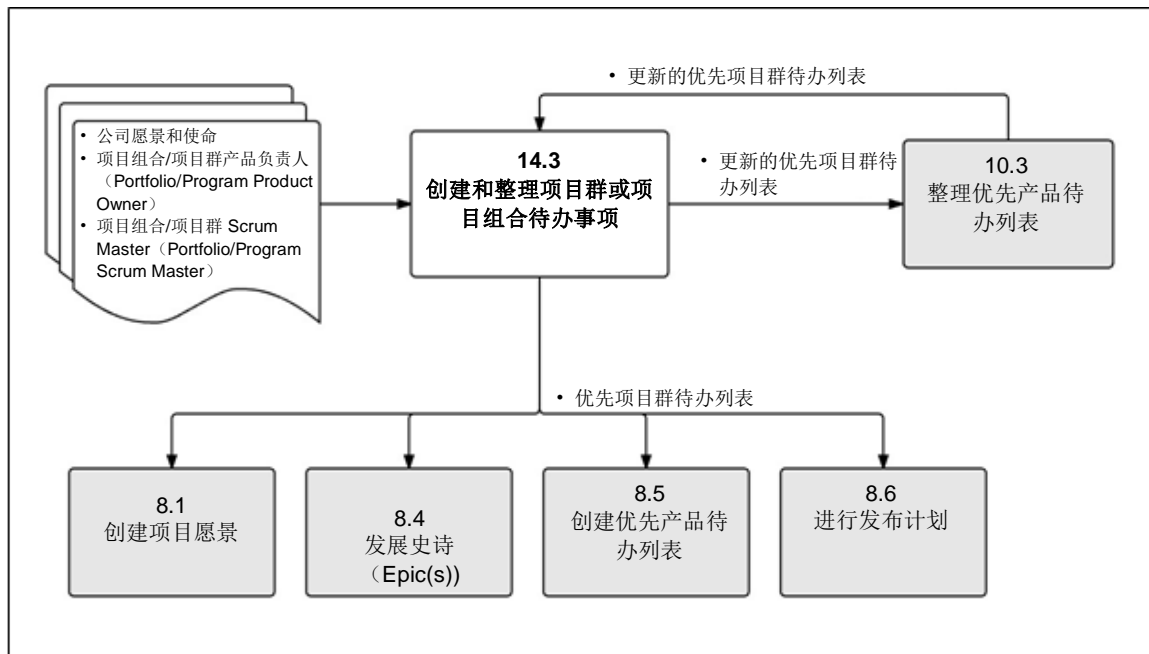 • 更新的优先项目群待办列表
• 公司愿景和使命
• 项目组合/项目群产品负责人
（Portfolio/Program Product
Owner）
• 项目组合/项目群 Scrum
Master（Portfolio/Program
Scrum Master）
14.3
创建和整理项目群或项
目组合待办事项
• 更新的优先项目群待
办列表
10.3
整理优先产品待
办列表
• 优先项目群待办列表
8.1
创建项目愿景
8.4
发展史诗
（Epic(s))
8.5
创建优先产品待
办列表
8.6
进行发布计划